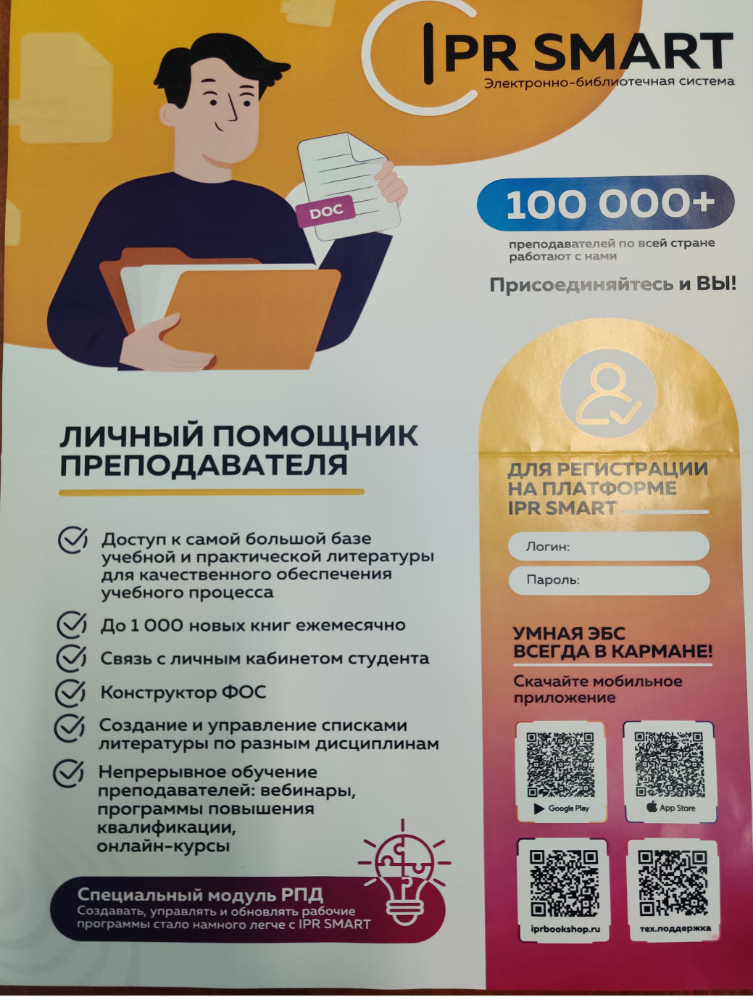 IPR SMART
Электронно-библиотечная система
DOCX
DOC
100 000+
преподавателей по всей стране
работают с нами
Присоединяйтесь и ВЫ!
ЛИЧНЫЙ ПОМОЩНИК
ПРЕПОДАВАТЕЛЯ
Доступ к самой большой базе
учебной и практической литературы
для качественного обеспечения
учебного процесса
До 1 000 новых книг ежемесячно
Связь с личным кабинетом студента
Конструктор ФОС
Создание и управление списками
литературы по разным дисциплинам
Непрерывное обучение
преподавателей: вебинары,
программы повышения
квалификации,
онлайн-курсы
Специальный модуль РПД
Создавать, управлять и обновлять рабочие
программы стало намного легче с IPR SMART
ДЛЯ РЕГИСТРАЦИИ
НА ПЛАТФОРМЕ
IPR SMART
Логин:
Пароль:
УМНАЯ ЭБС
ВСЕГДА В КАРМАНЕ!
Скачайте мобильное
приложение
Google Play
App Store
iprbookshop.ru
тех.поддержка